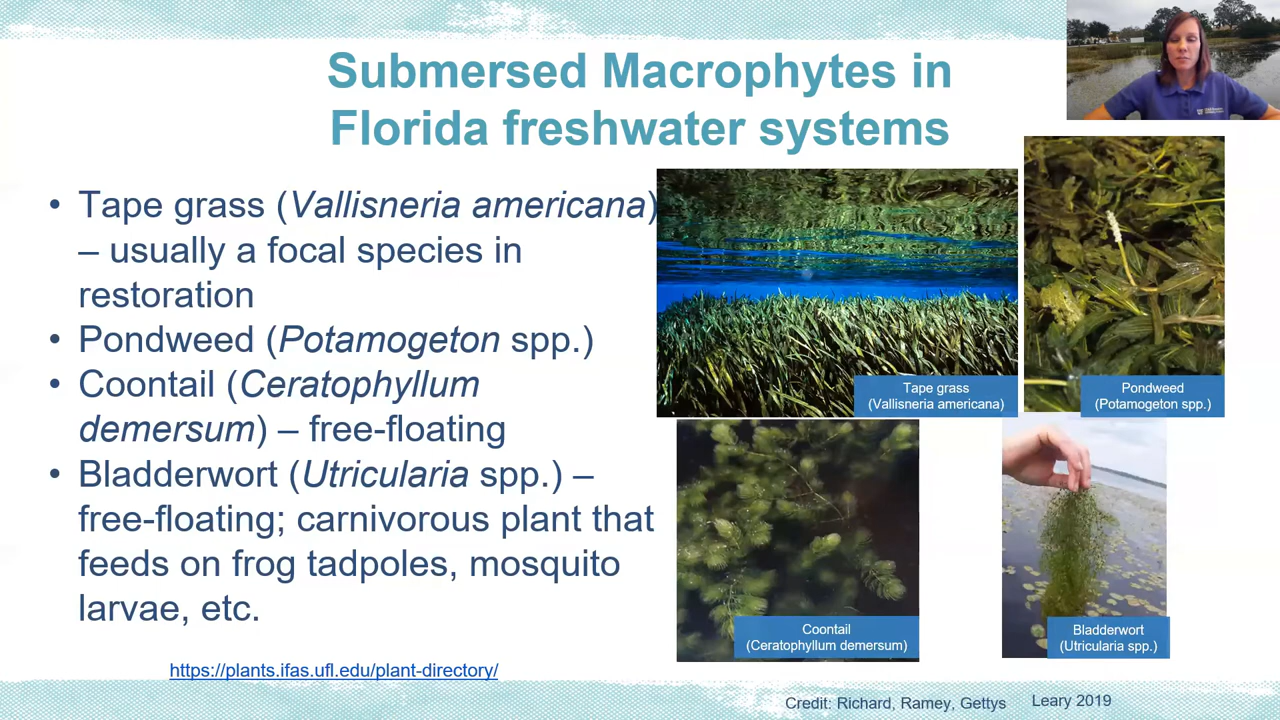 Submersed Macrophytes in
Florida freshwater systems
• Tape grass (Vallisneria americana)
– usually a focal species in
restoration
• Pondweed (Potamogeton spp.)
• Coontail (Ceratophyllum
demersum) – free-floating
• Bladderwort (Utricularia spp.) –
free-floating; carnivorous plant that
feeds on frog tadpoles, mosquito
larvae, etc.
https://plants.ifas.ufl.edu/plant-directory/
Tape grass
(Vallisneria americana)
Pondweed
(Potamogeton spp.)
Coontail
(Ceratophyllum demersum)
Bladderwort
(Utricularia spp.)
Credit: Richard, Ramey, Gettys
Leary 2019